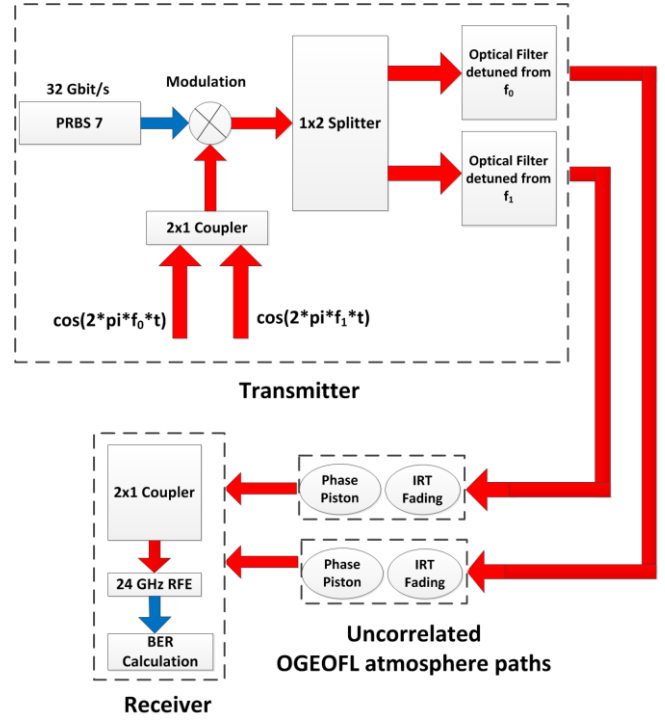 32 Gbit/s
PRBS 7
Modulation
1x2 Splitter
Optical Filter
detuned from
f₀
Optical Filter
detuned from
f₁
2x1 Coupler
cos(2*pi*f₀*t)
cos(2*pi*f₁*t)
Transmitter
2x1 Coupler
24 GHz RFE
BER
Calculation
Receiver
Phase
Piston
IRT
Fading
Phase
Piston
IRT
Fading
Uncorrelated
OGEOFL atmosphere paths